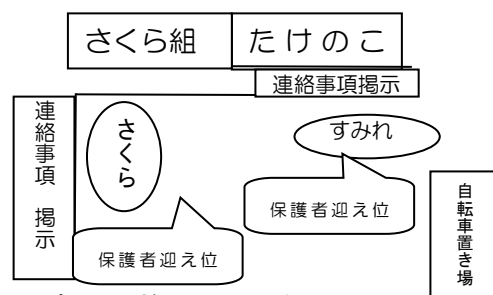 さくら組 たけのこ
連絡事項掲示
連絡事項 掲示
さくら
すみれ
保護者迎え位
保護者迎え位
自転車置き場